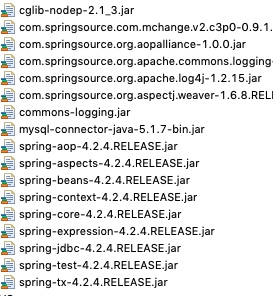 cglib-nodep-2.1_3.jar
com.springsource.com.mchange.v2.c3p0-0.9.1.
com.springsource.org.aopalliance-1.0.0.jar
com.springsource.org.apache.commons.logging-
com.springsource.org.apache.log4j-1.2.15.jar
com.springsource.org.aspectj.weaver-1.6.8.REL
commons-logging.jar
mysql-connector-java-5.1.7-bin.jar
spring-aop-4.2.4.RELEASE.jar
spring-aspects-4.2.4.RELEASE.jar
spring-beans-4.2.4.RELEASE.jar
spring-context-4.2.4.RELEASE.jar
spring-core-4.2.4.RELEASE.jar
spring-expression-4.2.4.RELEASE.jar
spring-jdbc-4.2.4.RELEASE.jar
spring-test-4.2.4.RELEASE.jar
spring-tx-4.2.4.RELEASE.jar